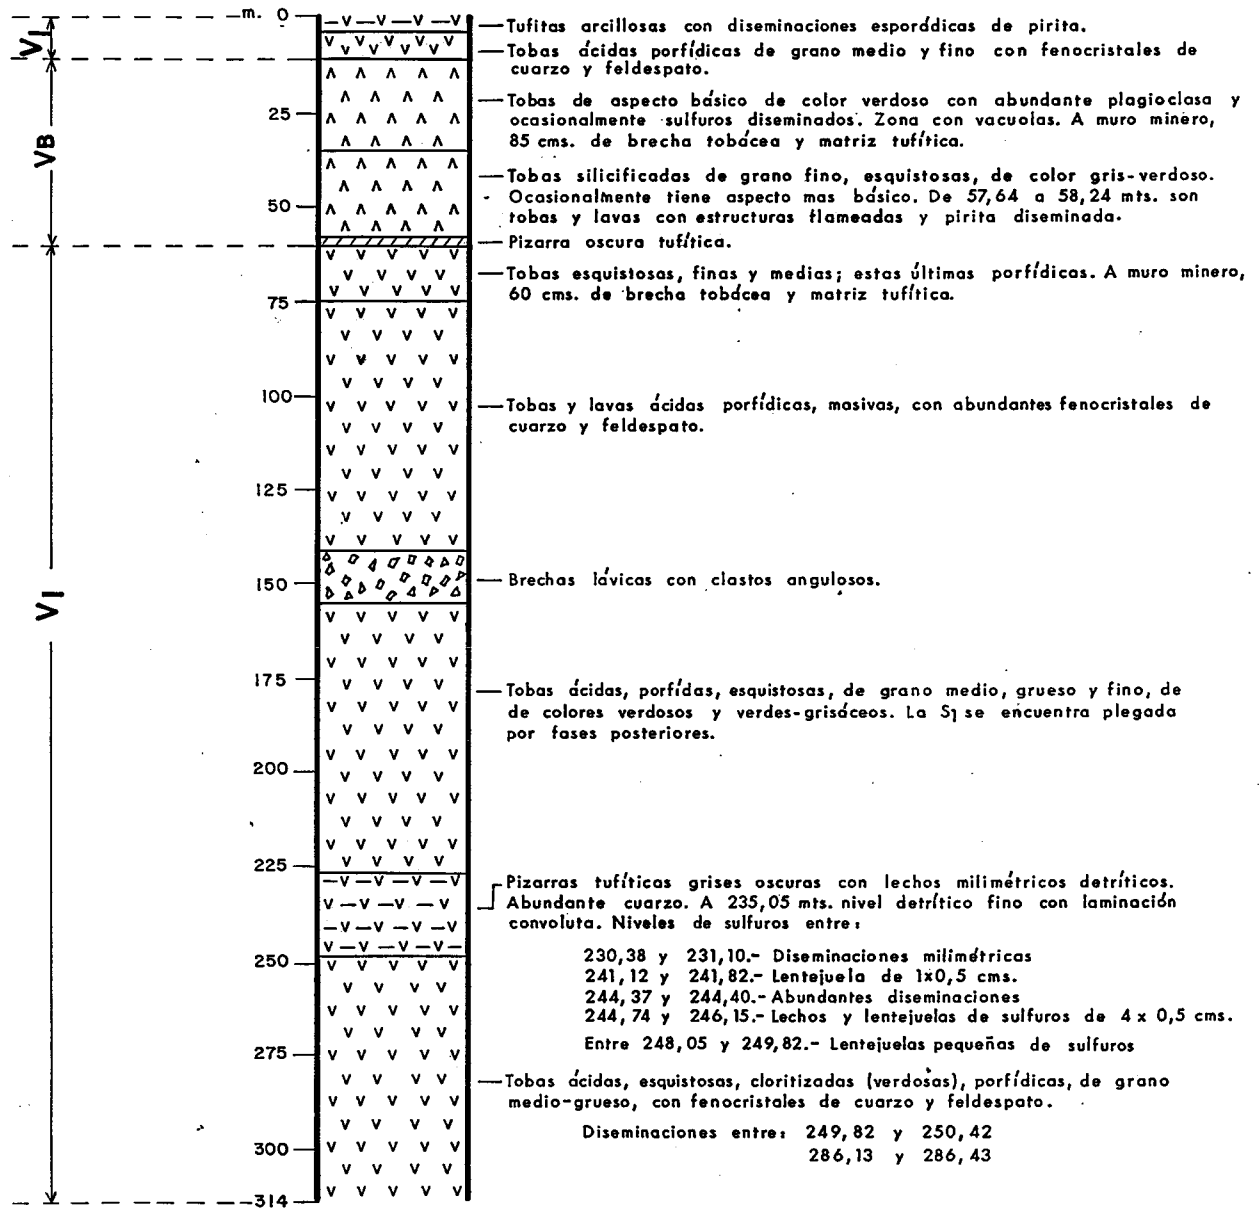 m. 0
V1
Tufitas arcillosas con diseminaciones esporádicas de pirita.
Tobas ácidas porfídicas de grano medio y fino con fenocristales de
cuarzo y feldespato.
VB
25
Tobas de aspecto básico de color verdoso con abundante plagioclasa y
ocasionalmente sulfuros diseminados. Zona con vacuolas. A muro minero,
85 cms. de brecha tobácea y matriz tufítica.
Tobas silicificadas de grano fino, esquistosas, de color gris-verdoso.
Ocasionalmente tiene aspecto mas básico. De 57,64 a 58,24 mts. son
tobas y lavas con estructuras flameadas y pirita diseminada.
50
Pizarra oscura tufítica.
Tobas esquistosas, finas y medias; estas últimas porfídicas. A muro minero,
60 cms. de brecha tobácea y matriz tufítica.
75
100
Tobas y lavas ácidas porfídicas, masivas, con abundantes fenocristales de
cuarzo y feldespato.
125
150
Brechas lávicas con clastos angulosos.
V1
175
Tobas ácidas, porfídas, esquistosas, de grano medio, grueso y fino, de
de colores verdosos y verdes-grisáceos. La S1 se encuentra plegada
por fases posteriores.
200
225
Pizarras tufíticas grises oscuras con lechos milimétricos detríticos.
Abundante cuarzo. A 235,05 mts. nivel detrítico fino con laminación
convoluta. Niveles de sulfuros entre:
230,38 y 231,10.- Diseminaciones milimétricas
241,12 y 241,82.- Lentejuela de 1x0,5 cms.
244,37 y 244,40.- Abundantes diseminaciones
244,74 y 246,15.- Lechos y lentejuelas de sulfuros de 4 x 0,5 cms.
250
Entre 248,05 y 249,82.- Lentejuelas pequeñas de sulfuros
275
Tobas ácidas, esquistosas, cloritizadas (verdosas), porfídicas, de grano
medio-grueso, con fenocristales de cuarzo y feldespato.
Diseminaciones entre: 249,82 y 250,42
286,13 y 286,43
300
314